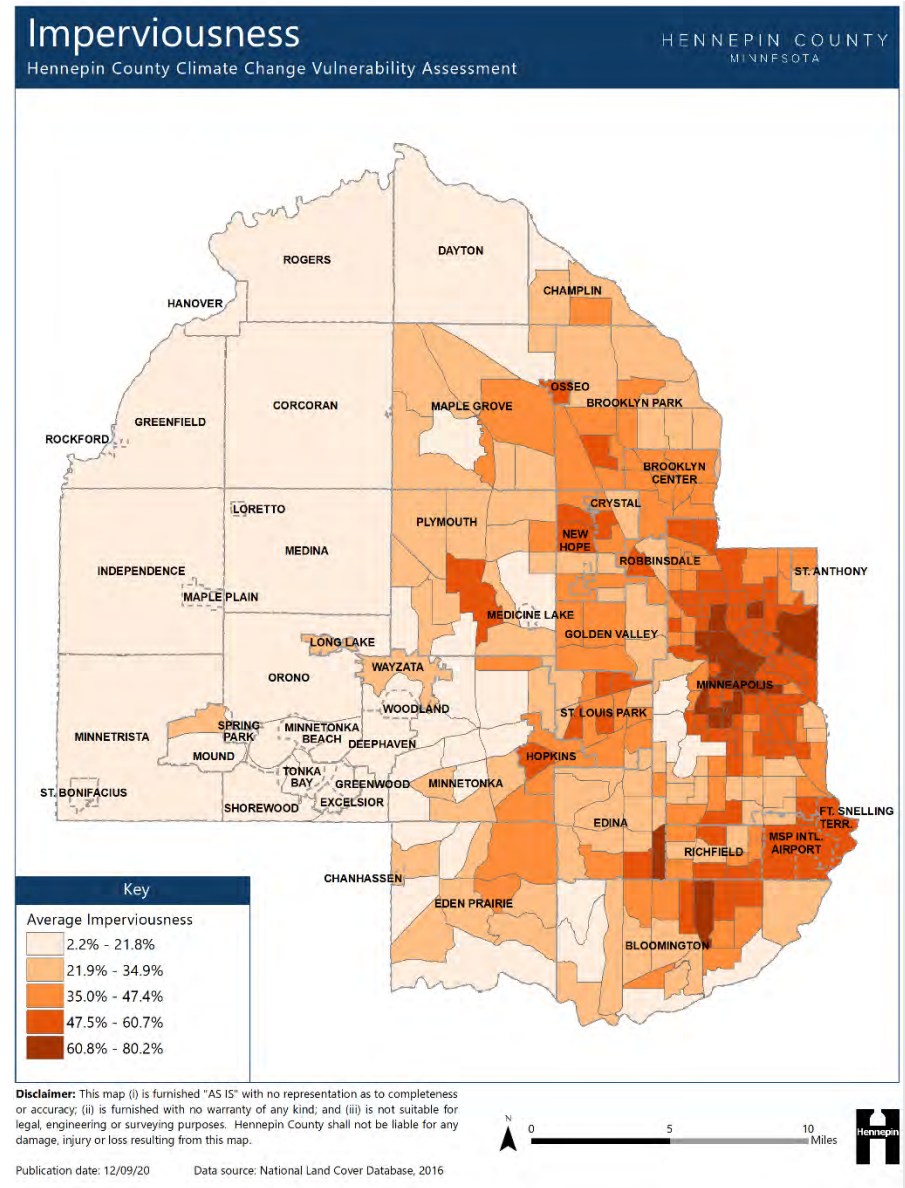 Imperviousness
Hennepin County Climate Change Vulnerability Assessment
HENNEPIN COUNTY
MINNESOTA
DAYTON
ROGERS
CHAMPLIN
HANOVER
OSSEO
BROOKLYN PARK
CORCORAN
MAPLE GROVE
GREENFIELD
ROCKFORD
BROOKLYN
CENTER
LORETTO
CRYSTAL
PLYMOUTH
NEW
HOPE
MEDINA
ROBBINSDALE
INDEPENDENCE
ST. ANTHONY
MAPLE PLAIN
MEDICINE LAKE
GOLDEN VALLEY
LONG LAKE
WAYZATA
ORONO
MINNEAPOLIS
WOODLAND
ST. LOUIS PARK
SPRING
PARK
MINNETONKA
BEACH
MINNETRISTA
DEEPHAVEN
MOUND
HOPKINS
TONKA
BAY
GREENWOOD
MINNETONKA
ST. BONIFACIUS
EXCELSIOR
SHOREWOOD
FT. SNELLING
TERR.
EDINA
MSP INTL.
AIRPORT
RICHFIELD
CHANHASSEN
EDEN PRAIRIE
BLOOMINGTON
Key
Average Imperviousness
2.2% - 21.8%
21.9% - 34.9%
35.0% - 47.4%
47.5% - 60.7%
60.8% - 80.2%
Disclaimer: This map (i) is furnished "AS IS" with no representation as to completeness
or accuracy; (ii) is furnished with no warranty of any kind; and (iii) is not suitable for
legal, engineering or surveying purposes. Hennepin County shall not be liable for any
damage, injury or loss resulting from this map.
Publication date: 12/09/20 Data source: National Land Cover Database, 2016
N
0 5 10
Miles
Hennepin